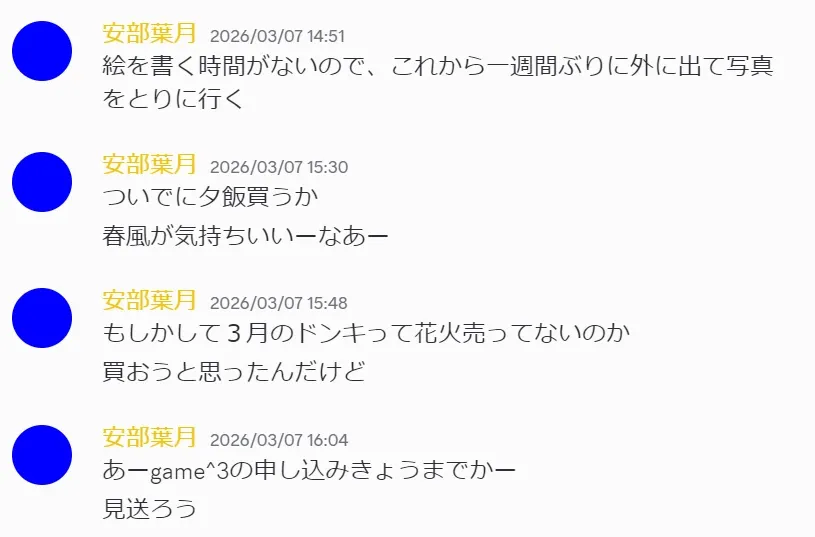 安部葉月 2026/03/07 14:51
絵を書く時間がないので、これから一週間ぶりに外に出て写真
をとりに行く
安部葉月 2026/03/07 15:30
ついでに夕飯買うか
春風が気持ちいいーなあー
安部葉月 2026/03/07 15:48
もしかして３月のドンキって花火売ってないのか
買おうと思ったんだけど
安部葉月 2026/03/07 16:04
あーgame^3の申し込みきょうまでかー
見送ろう